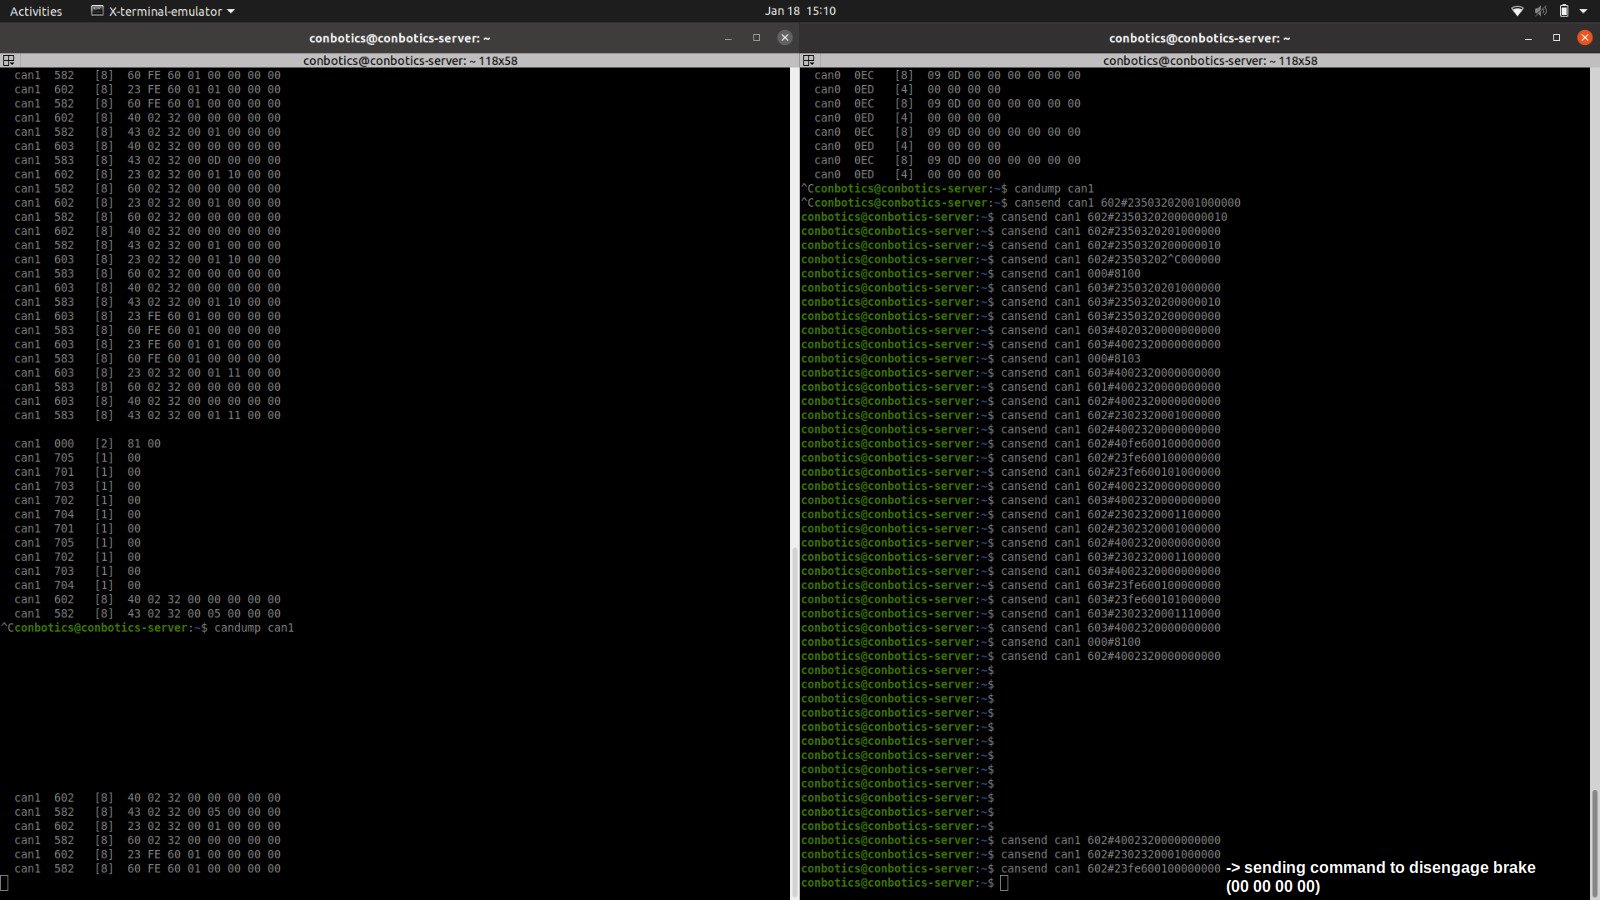 Activities X-terminal-emulator Jan 18 15:10
conbotics@conbotics-server: ~
conbotics@conbotics-server: ~ 118x58
can1 582 [8] 60 FE 60 01 00 00 00 00
can1 602 [8] 23 FE 60 01 01 00 00 00
can1 582 [8] 60 FE 60 01 00 00 00 00
can1 602 [8] 40 02 32 00 00 00 00 00
can1 582 [8] 43 02 32 00 01 00 00 00
can1 603 [8] 40 02 32 00 00 00 00 00
can1 583 [8] 43 02 32 00 0D 00 00 00
can1 602 [8] 23 02 32 00 01 10 00 00
can1 582 [8] 60 02 32 00 00 00 00 00
can1 602 [8] 23 02 32 00 01 00 00 00
can1 582 [8] 60 02 32 00 00 00 00 00
can1 602 [8] 40 02 32 00 00 00 00 00
can1 582 [8] 43 02 32 00 01 00 00 00
can1 603 [8] 23 02 32 00 01 10 00 00
can1 583 [8] 60 02 32 00 00 00 00 00
can1 603 [8] 40 02 32 00 00 00 00 00
can1 583 [8] 43 02 32 00 01 10 00 00
can1 603 [8] 23 FE 60 01 00 00 00 00
can1 583 [8] 60 FE 60 01 00 00 00 00
can1 603 [8] 23 FE 60 01 01 00 00 00
can1 583 [8] 60 FE 60 01 00 00 00 00
can1 603 [8] 23 02 32 00 01 11 00 00
can1 583 [8] 60 02 32 00 00 00 00 00
can1 603 [8] 40 02 32 00 00 00 00 00
can1 583 [8] 43 02 32 00 01 11 00 00
can1 000 [2] 81 00
can1 705 [1] 00
can1 701 [1] 00
can1 703 [1] 00
can1 702 [1] 00
can1 704 [1] 00
can1 701 [1] 00
can1 705 [1] 00
can1 702 [1] 00
can1 703 [1] 00
can1 704 [1] 00
can1 602 [8] 40 02 32 00 00 00 00 00
can1 582 [8] 43 02 32 00 05 00 00 00
^Cconbotics@conbotics-server:~$ candump can1
can1 602 [8] 40 02 32 00 00 00 00 00
can1 582 [8] 43 02 32 00 05 00 00 00
can1 602 [8] 23 02 32 00 01 00 00 00
can1 582 [8] 60 02 32 00 00 00 00 00
can1 602 [8] 23 FE 60 01 00 00 00 00
can1 582 [8] 60 FE 60 01 00 00 00 00
conbotics@conbotics-server: ~
conbotics@conbotics-server: ~ 118x58
can0 0EC [8] 09 0D 00 00 00 00 00 00
can0 0ED [4] 00 00 00 00
can0 0EC [8] 09 0D 00 00 00 00 00 00
can0 0ED [4] 00 00 00 00
can0 0EC [8] 09 0D 00 00 00 00 00 00
can0 0ED [4] 00 00 00 00
can0 0EC [8] 09 0D 00 00 00 00 00 00
can0 0ED [4] 00 00 00 00
^Cconbotics@conbotics-server:~$ candump can1
^Cconbotics@conbotics-server:~$ cansend can1 602#23503202001000000
conbotics@conbotics-server:~$ cansend can1 602#23503202000000010
conbotics@conbotics-server:~$ cansend can1 602#2350320201000000
conbotics@conbotics-server:~$ cansend can1 602#2350320200000010
conbotics@conbotics-server:~$ cansend can1 602#23503202^C000000
conbotics@conbotics-server:~$ cansend can1 000#8100
conbotics@conbotics-server:~$ cansend can1 603#2350320201000000
conbotics@conbotics-server:~$ cansend can1 603#2350320200000010
conbotics@conbotics-server:~$ cansend can1 603#2350320200000000
conbotics@conbotics-server:~$ cansend can1 603#4020320000000000
conbotics@conbotics-server:~$ cansend can1 603#4002320000000000
conbotics@conbotics-server:~$ cansend can1 000#8103
conbotics@conbotics-server:~$ cansend can1 603#4002320000000000
conbotics@conbotics-server:~$ cansend can1 601#4002320000000000
conbotics@conbotics-server:~$ cansend can1 602#4002320000000000
conbotics@conbotics-server:~$ cansend can1 602#2302320001000000
conbotics@conbotics-server:~$ cansend can1 602#4002320000000000
conbotics@conbotics-server:~$ cansend can1 602#40fe600100000000
conbotics@conbotics-server:~$ cansend can1 602#23fe600100000000
conbotics@conbotics-server:~$ cansend can1 602#23fe600101000000
conbotics@conbotics-server:~$ cansend can1 602#4002320000000000
conbotics@conbotics-server:~$ cansend can1 603#4002320000000000
conbotics@conbotics-server:~$ cansend can1 602#2302320001100000
conbotics@conbotics-server:~$ cansend can1 602#2302320001000000
conbotics@conbotics-server:~$ cansend can1 602#4002320000000000
conbotics@conbotics-server:~$ cansend can1 603#2302320001100000
conbotics@conbotics-server:~$ cansend can1 603#4002320000000000
conbotics@conbotics-server:~$ cansend can1 603#23fe600100000000
conbotics@conbotics-server:~$ cansend can1 603#23fe600101000000
conbotics@conbotics-server:~$ cansend can1 603#2302320001110000
conbotics@conbotics-server:~$ cansend can1 603#4002320000000000
conbotics@conbotics-server:~$ cansend can1 000#8100
conbotics@conbotics-server:~$ cansend can1 602#4002320000000000
conbotics@conbotics-server:~$
conbotics@conbotics-server:~$
conbotics@conbotics-server:~$
conbotics@conbotics-server:~$
conbotics@conbotics-server:~$
conbotics@conbotics-server:~$
conbotics@conbotics-server:~$
conbotics@conbotics-server:~$
conbotics@conbotics-server:~$
conbotics@conbotics-server:~$
conbotics@conbotics-server:~$
conbotics@conbotics-server:~$
conbotics@conbotics-server:~$ cansend can1 602#4002320000000000
conbotics@conbotics-server:~$ cansend can1 602#2302320001000000
conbotics@conbotics-server:~$ cansend can1 602#23fe600100000000 -> sending command to disengage brake
conbotics@conbotics-server:~$ (00 00 00 00)